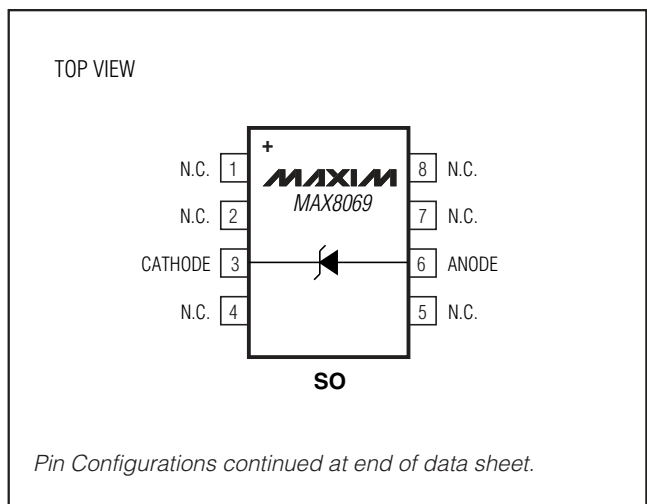 TOP VIEW
+
N.C. 1 MAXIM 8 N.C.
MAX8069
N.C. 2 7 N.C.
CATHODE 3 6 ANODE
N.C. 4 5 N.C.
SO
Pin Configurations continued at end of data sheet.